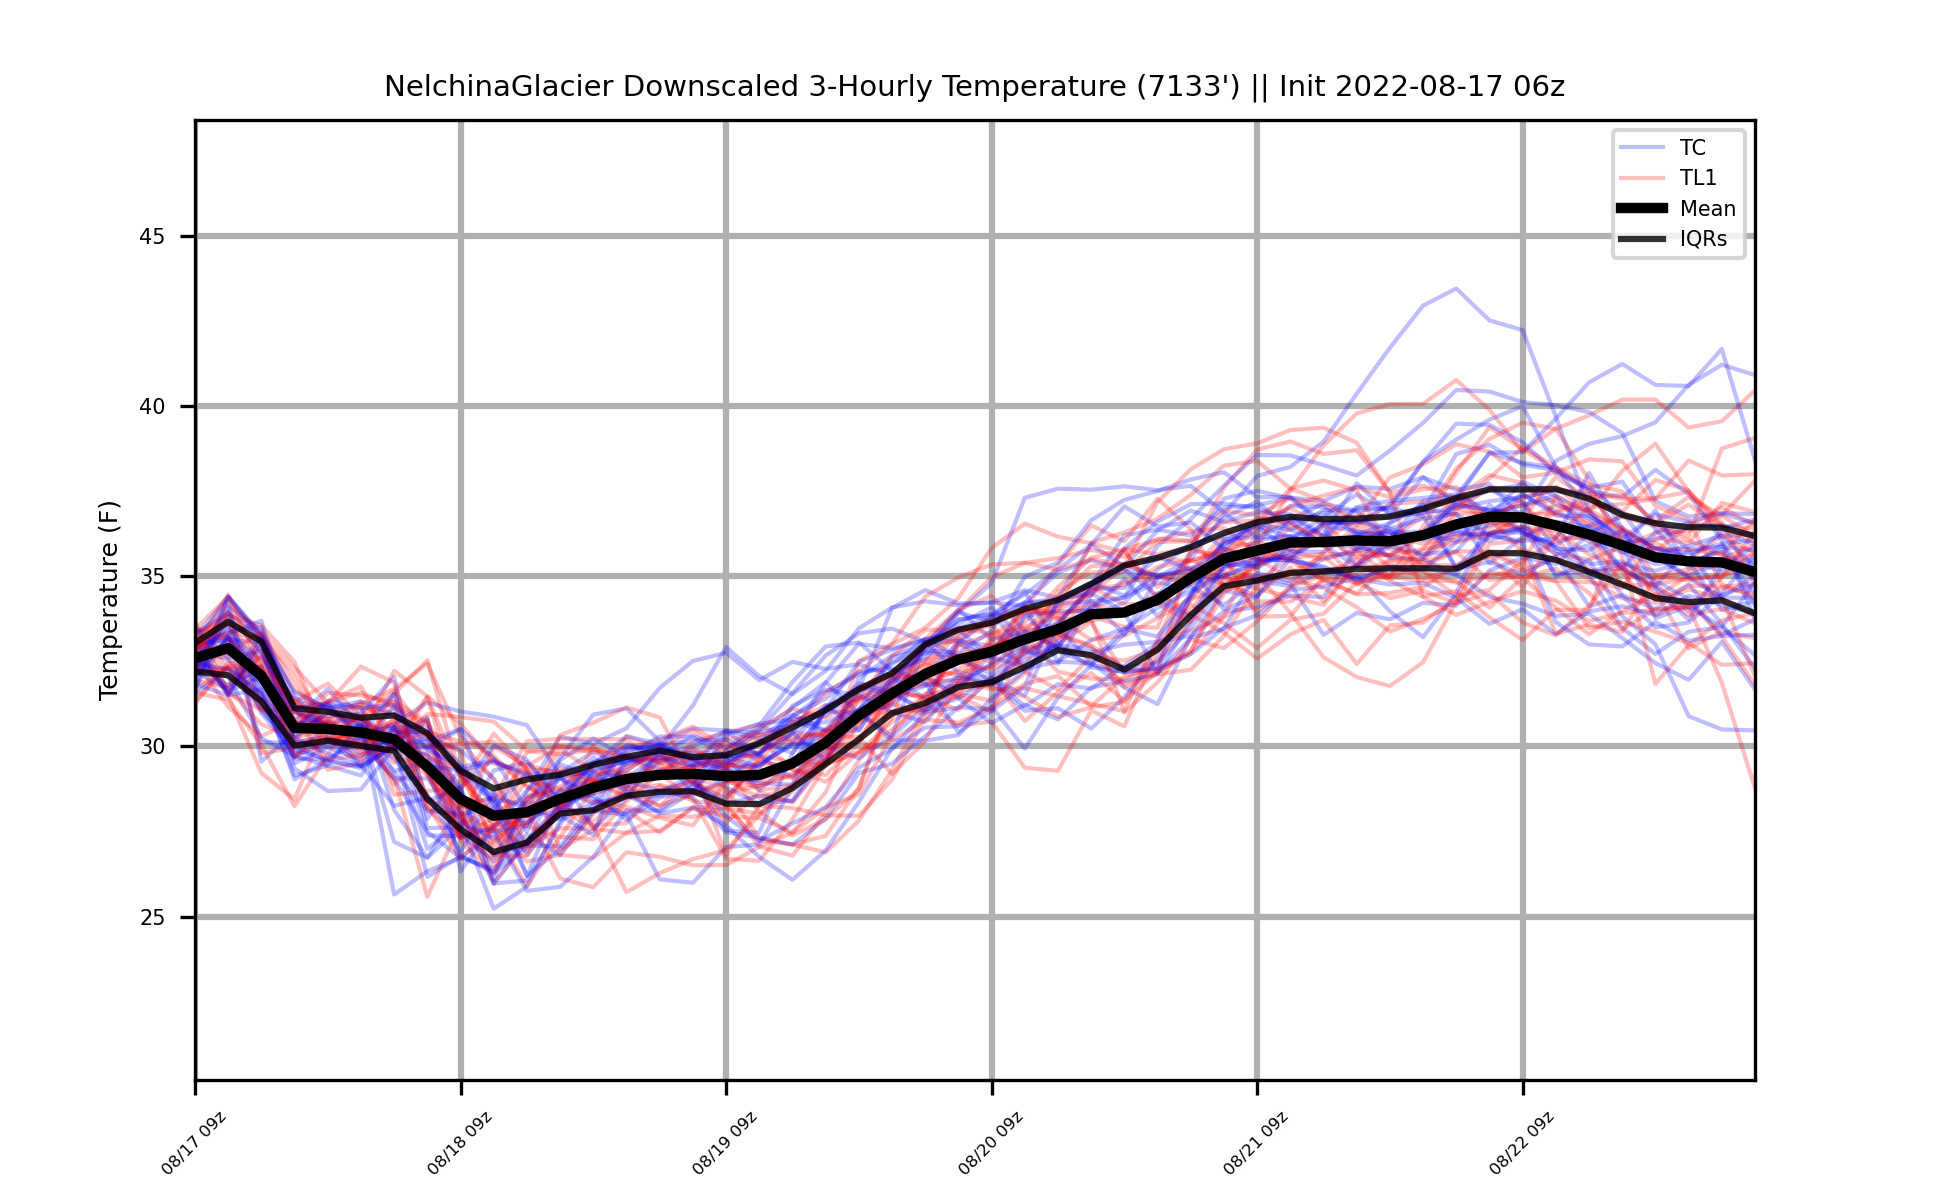 NelchinaGlacier Downscaled 3-Hourly Temperature (7133') || Init 2022-08-17 06z
TC
TL1
Mean
IQRs
Temperature (F)
45
40
35
30
25
08/17 09z
08/18 09z
08/19 09z
08/20 09z
08/21 09z
08/22 09z